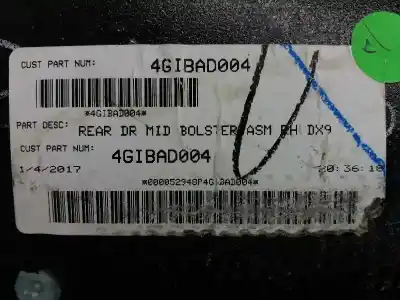 CUST PART NUM: 4GIBAD004
*4GIBAD004*
PART DESC: REAR DR MID BOLSTER ASM RH DX9
CUST PART NUM: 4GIBAD004
1/4/2017 20:36:18
*000052948P4GIBAD004*